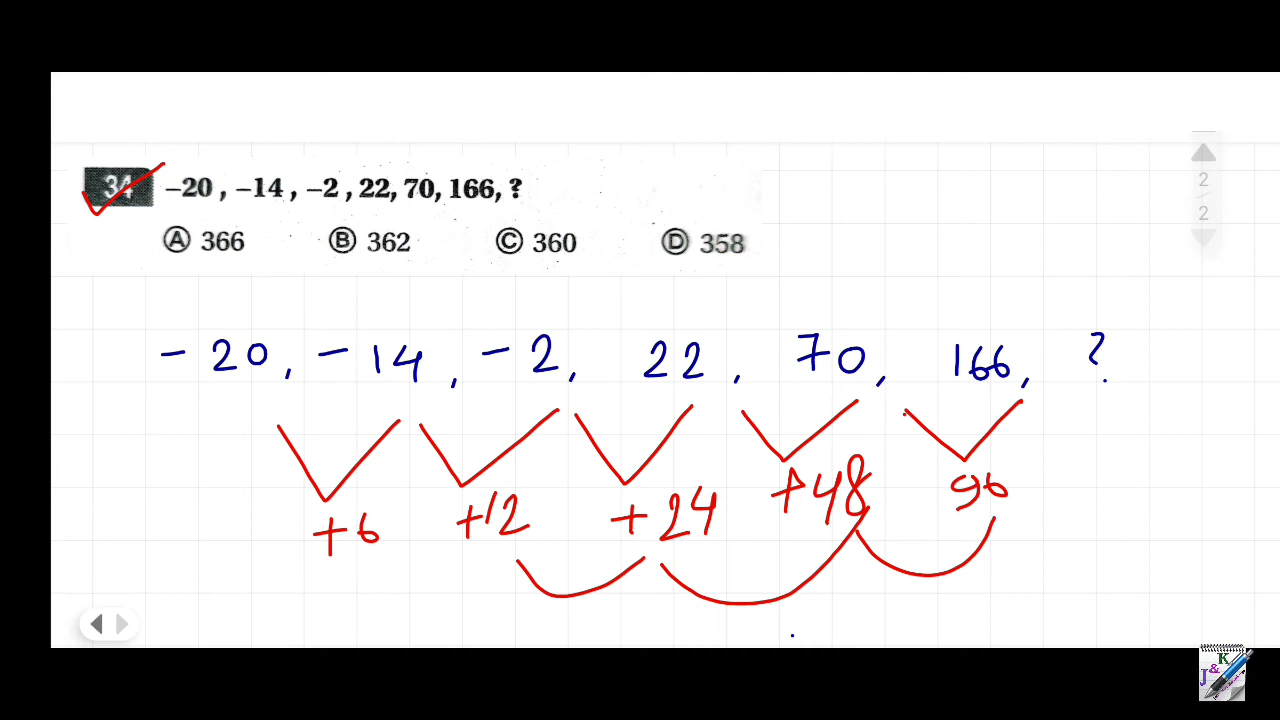 34 –20 , –14 , –2 , 22, 70, 166, ?
Ⓐ 366 Ⓑ 362 Ⓒ 360 Ⓓ 358
2
2
– 20, – 14, – 2, 22, 70, 166, ?
+6 +12 +24 +48 96
J & K